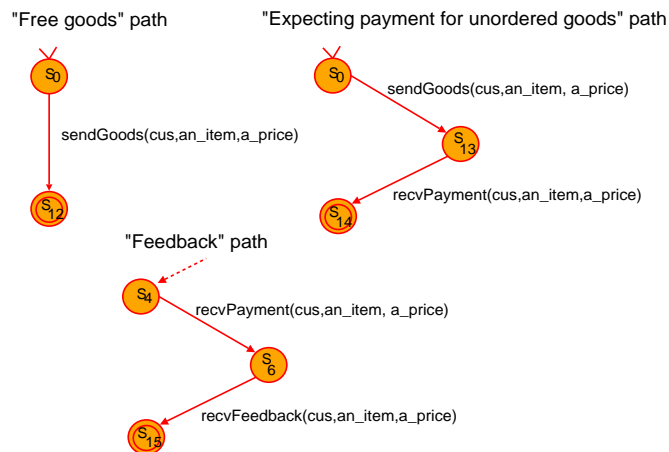 "Free goods" path
"Expecting payment for unordered goods" path
S0
S0
sendGoods(cus,an_item, a_price)
sendGoods(cus,an_item,a_price)
S13
recvPayment(cus,an_item,a_price)
S12
S14
"Feedback" path
S4
recvPayment(cus,an_item, a_price)
S6
recvFeedback(cus,an_item,a_price)
S15